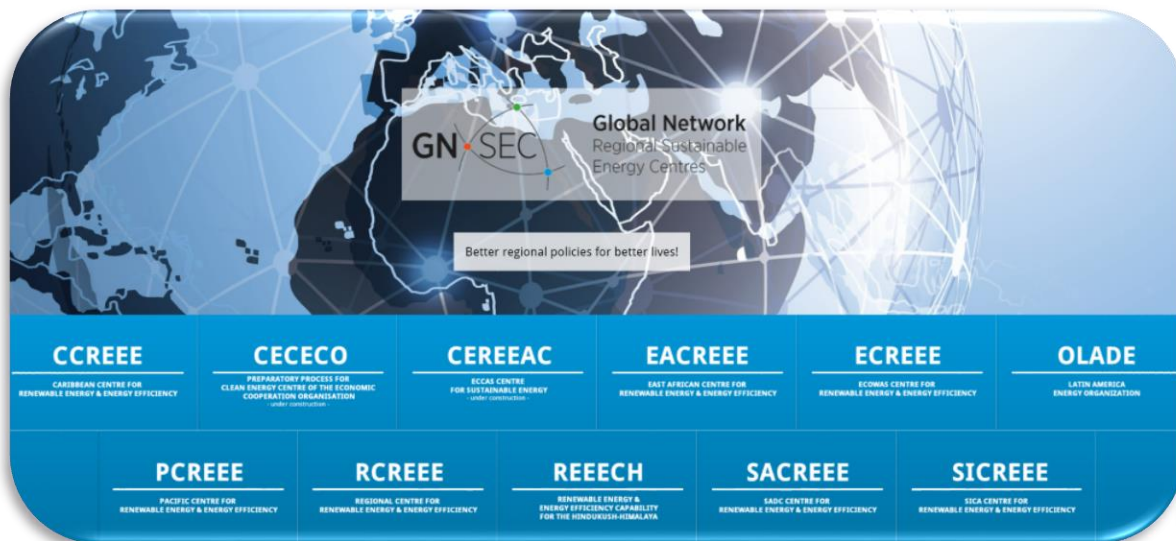 GN SEC
Global Network
Regional Sustainable
Energy Centres
Better regional policies for better lives!
CCREEE
CARIBBEAN CENTRE FOR
RENEWABLE ENERGY & ENERGY EFFICIENCY
CECECO
PREPARATORY PROCESS FOR
CLEAN ENERGY CENTRE OF THE ECONOMIC
COOPERATION ORGANISATION
- under construction -
CEREEAC
ECCAS CENTRE
FOR SUSTAINABLE ENERGY
- under construction -
EACREEE
EAST AFRICAN CENTRE FOR
RENEWABLE ENERGY & ENERGY EFFICIENCY
ECREEE
ECOWAS CENTRE FOR
RENEWABLE ENERGY & ENERGY EFFICIENCY
OLADE
LATIN AMERICA
ENERGY ORGANIZATION
PCREEE
PACIFIC CENTRE FOR
RENEWABLE ENERGY & ENERGY EFFICIENCY
RCREEE
REGIONAL CENTRE FOR
RENEWABLE ENERGY & ENERGY EFFICIENCY
REEECH
RENEWABLE ENERGY &
ENERGY EFFICIENCY CAPABILITY
FOR THE HINDUKUSH-HIMALAYA
SACREEE
SADC CENTRE FOR
RENEWABLE ENERGY & ENERGY EFFICIENCY
SICREEE
SICA CENTRE FOR
RENEWABLE ENERGY & ENERGY EFFICIENCY